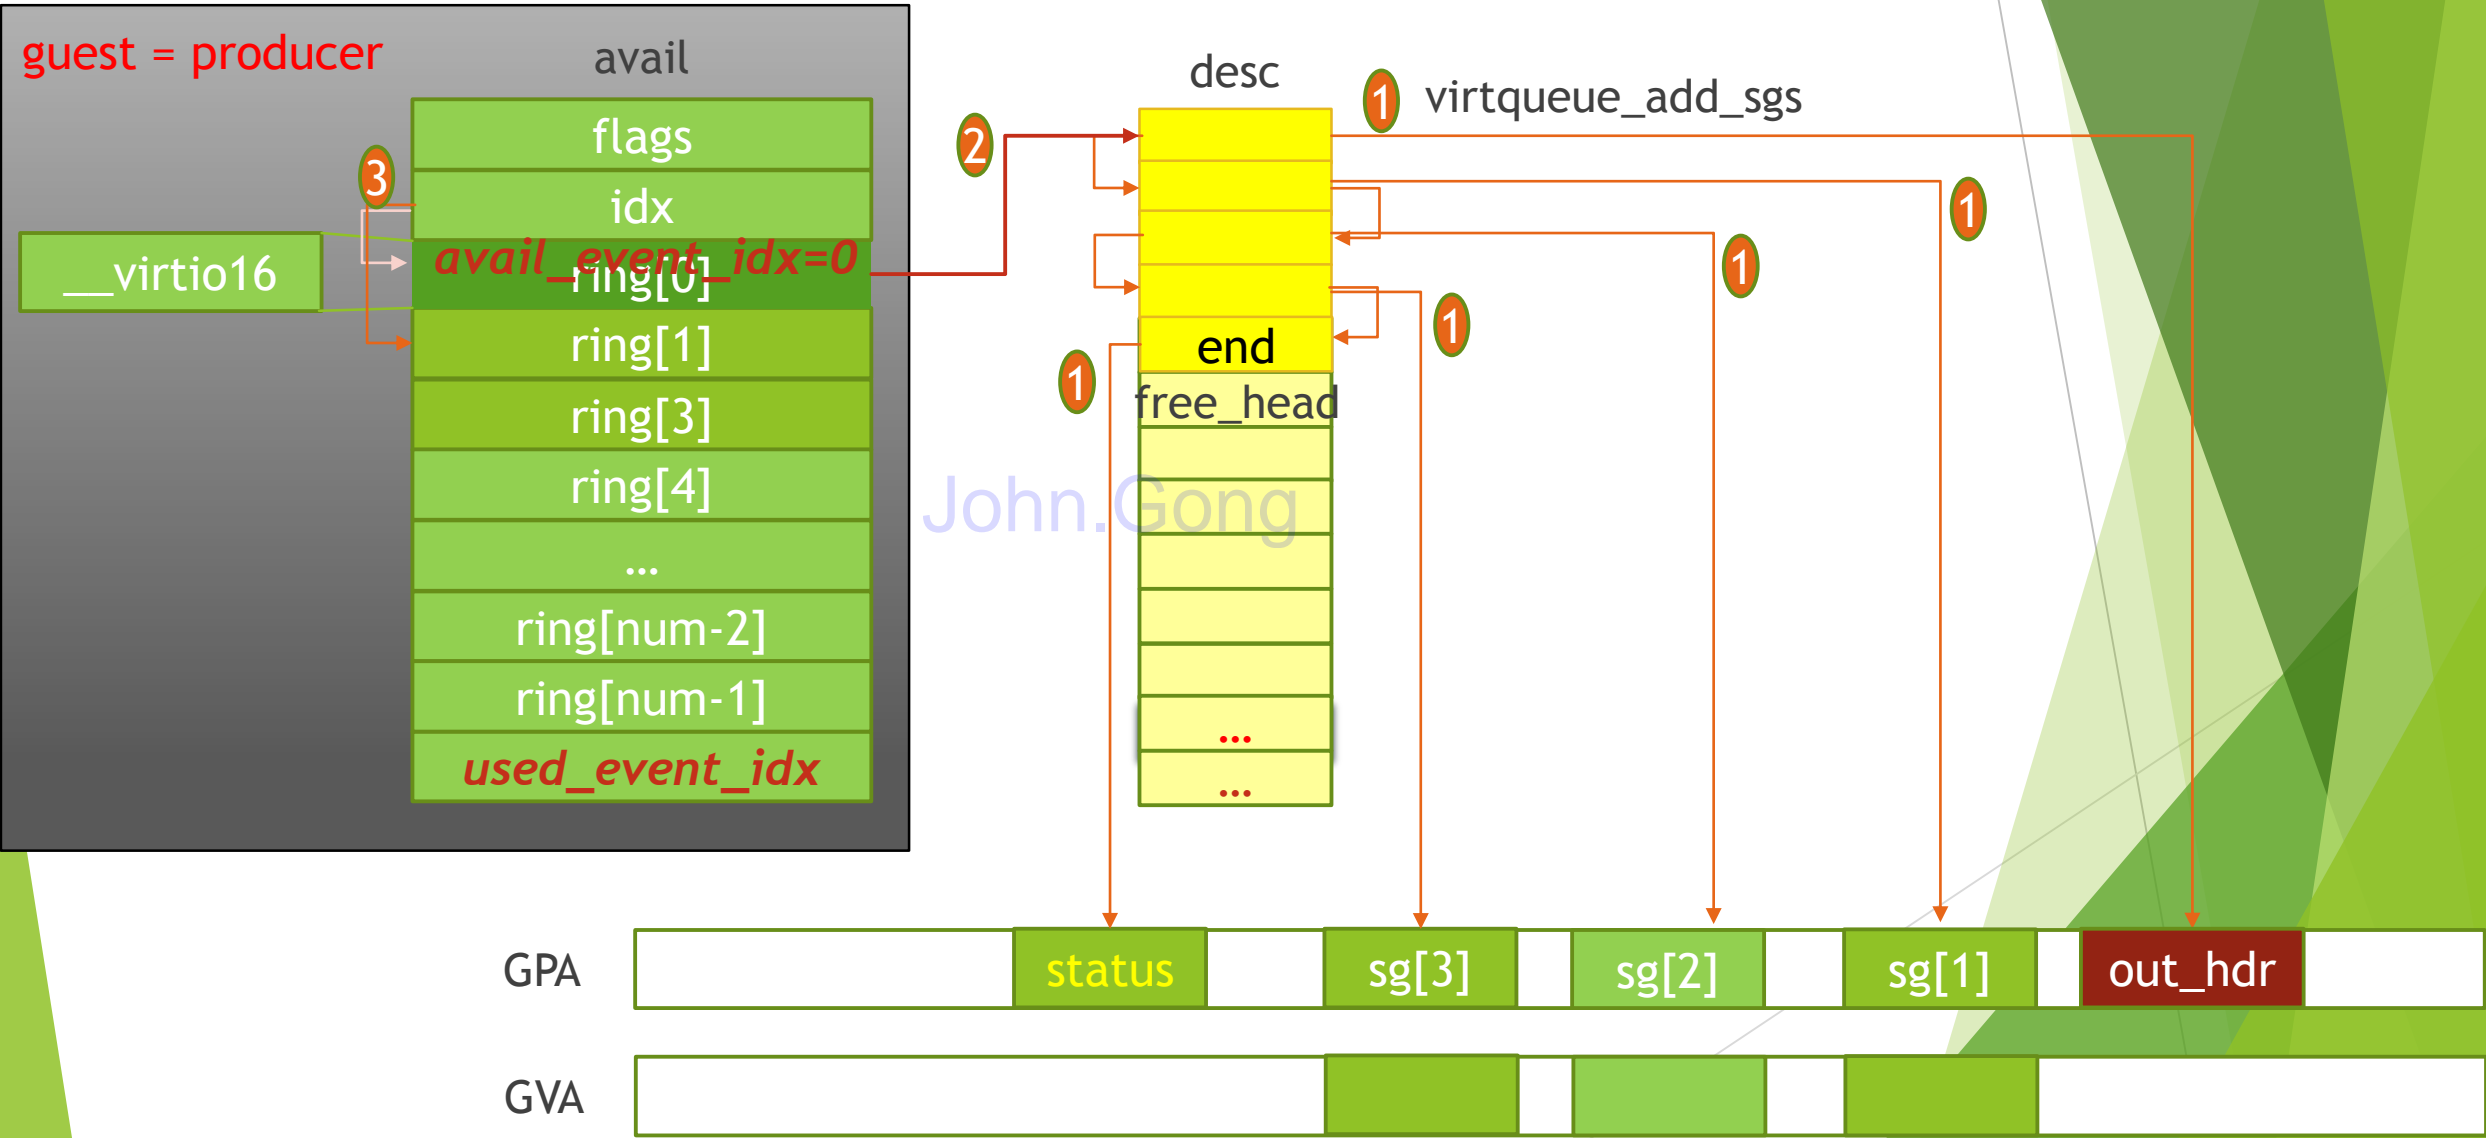 guest = producer
avail
flags
3
idx
avail_event_idx=0
__virtio16
ring[0]
ring[1]
ring[3]
ring[4]
...
ring[num-2]
ring[num-1]
used_event_idx
2
desc
1
virtqueue_add_sgs
1
1
1
1
end
free_head
John.Gong
...
...
GPA
status
sg[3]
sg[2]
sg[1]
out_hdr
GVA